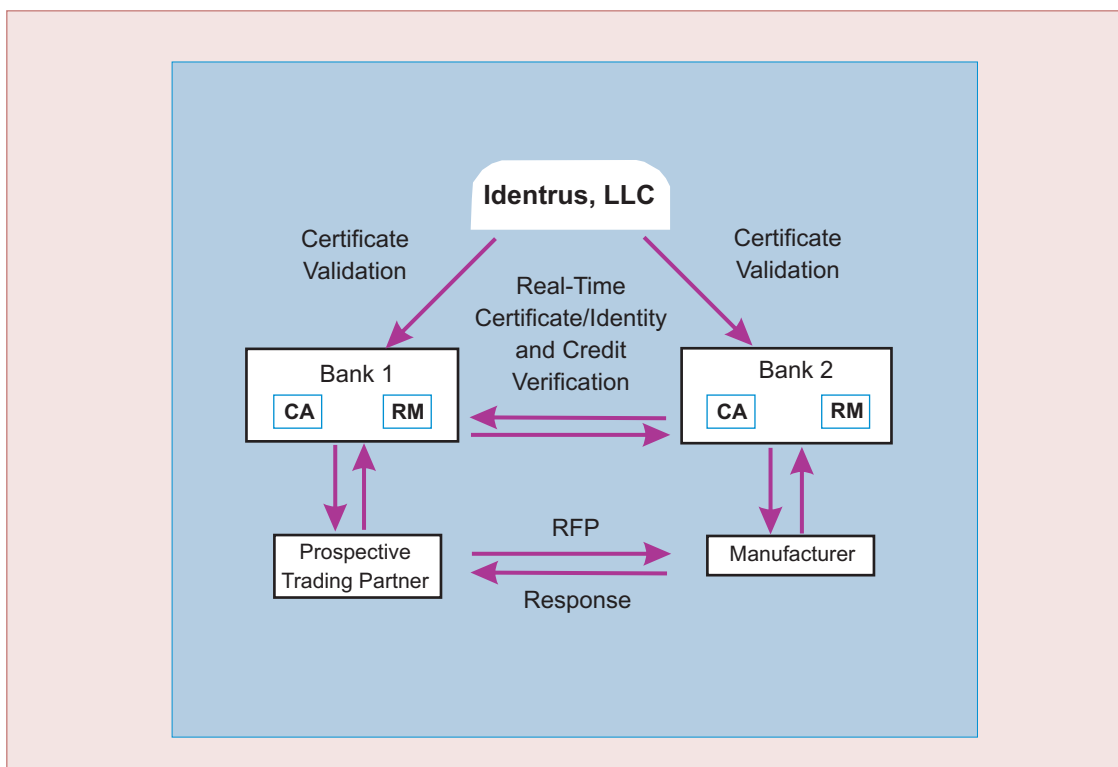 Identrus, LLC
Certificate
Validation
Certificate
Validation
Real-Time
Certificate/Identity
and Credit
Verification
Bank 1
CA
RM
Bank 2
CA
RM
Prospective
Trading Partner
RFP
Response
Manufacturer